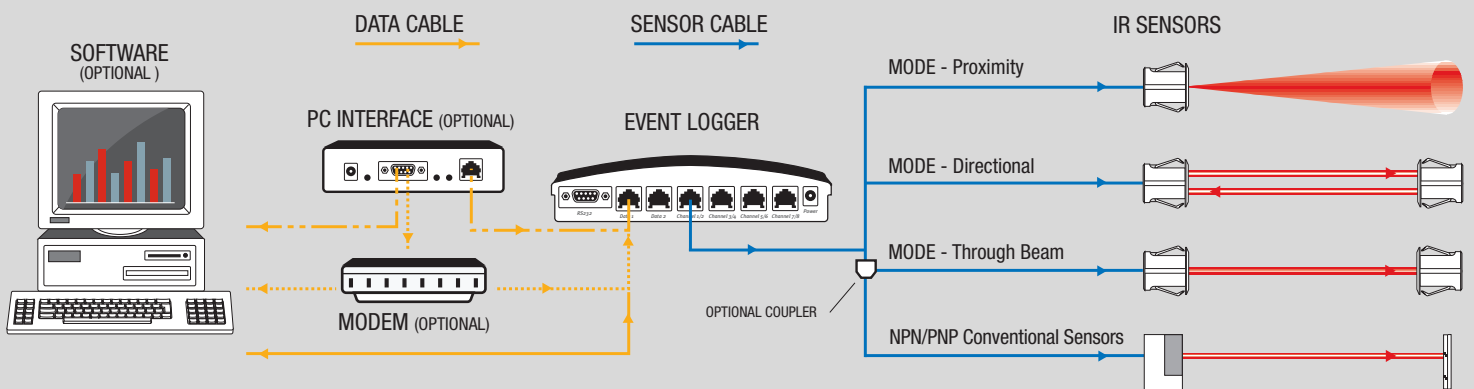 DATA CABLE
SENSOR CABLE
IR SENSORS
SOFTWARE
(OPTIONAL )
MODE - Proximity
PC INTERFACE (OPTIONAL)
EVENT LOGGER
MODE - Directional
RS232
Data 1
Data 2
Channel 1/2
Channel 3/4
Channel 5/6
Channel 7/8
Power
MODE - Through Beam
OPTIONAL COUPLER
MODEM (OPTIONAL)
NPN/PNP Conventional Sensors